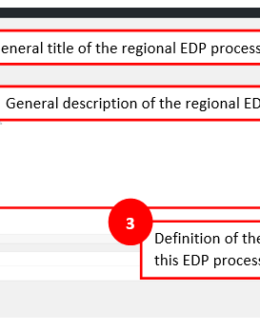 eneral title of the regional EDP process
General description of the regional ED
3
Definition of the
this EDP process